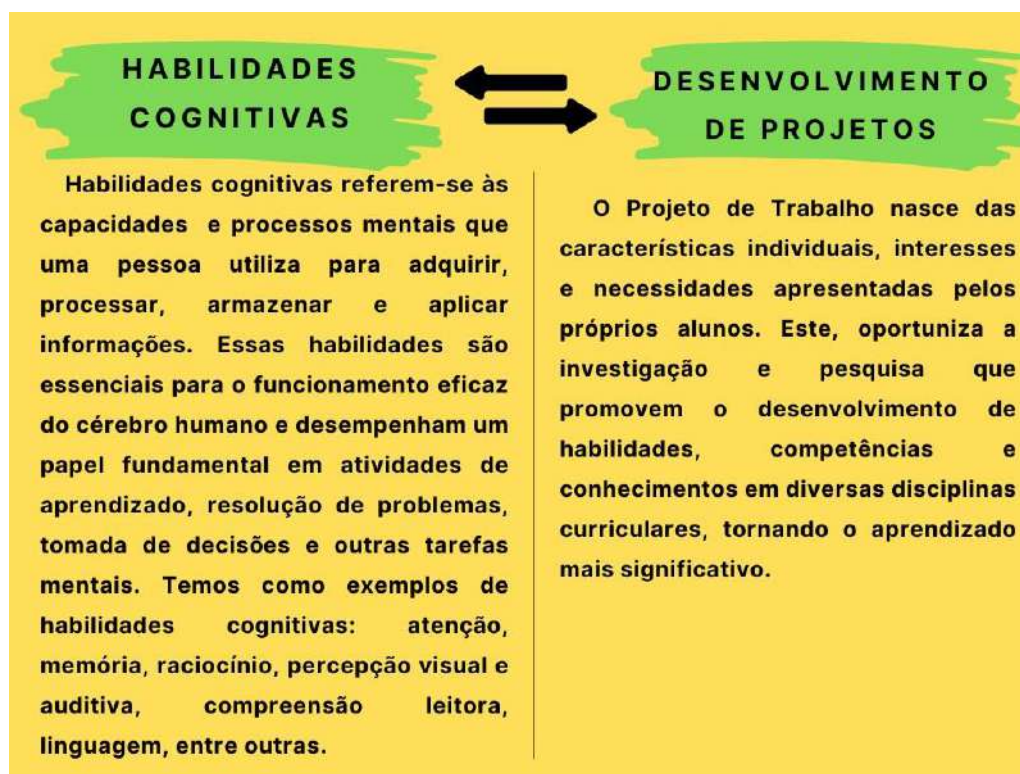 HABILIDADES
COGNITIVAS
Habilidades cognitivas referem-se às
capacidades e processos mentais que
uma pessoa utiliza para adquirir,
processar, armazenar e aplicar
informações. Essas habilidades são
essenciais para o funcionamento eficaz
do cérebro humano e desempenham um
papel fundamental em atividades de
aprendizado, resolução de problemas,
tomada de decisões e outras tarefas
mentais. Temos como exemplos de
habilidades cognitivas: atenção,
memória, raciocínio, percepção visual e
auditiva, compreensão leitora,
linguagem, entre outras.
DESENVOLVIMENTO
DE PROJETOS
O Projeto de Trabalho nasce das
características individuais, interesses
e necessidades apresentadas pelos
próprios alunos. Este, oportuniza a
investigação e pesquisa que
promovem o desenvolvimento de
habilidades, competências e
conhecimentos em diversas disciplinas
curriculares, tornando o aprendizado
mais significativo.